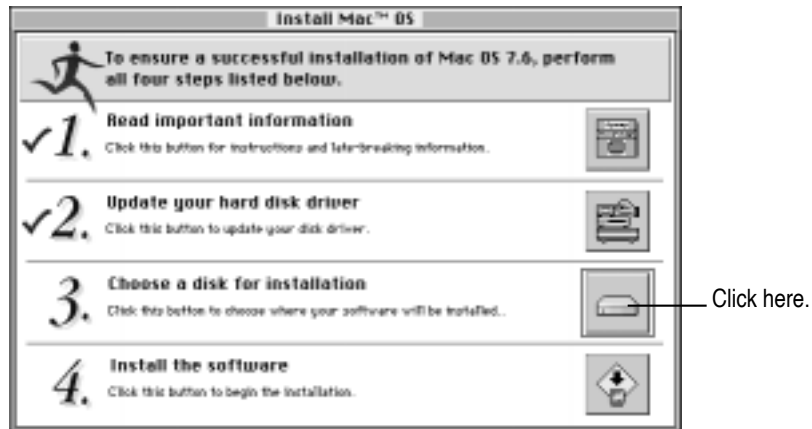 Install Mac™ OS
To ensure a successful installation of Mac OS 7.6, perform
all four steps listed below.
1. Read important information
Click this button for instructions and late-breaking information.
2. Update your hard disk driver
Click this button to update your disk driver.
3. Choose a disk for installation
Click this button to choose where your software will be installed..
Click here.
4. Install the software
Click this button to begin the installation.